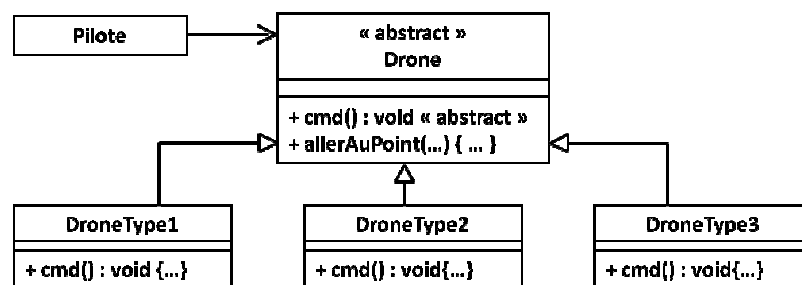 Pilote
« abstract »
Drone
+ cmd() : void « abstract »
+ allerAuPoint(...) { ... }
DroneType1
+ cmd() : void {...}
DroneType2
+ cmd() : void{...}
DroneType3
+ cmd() : void{...}